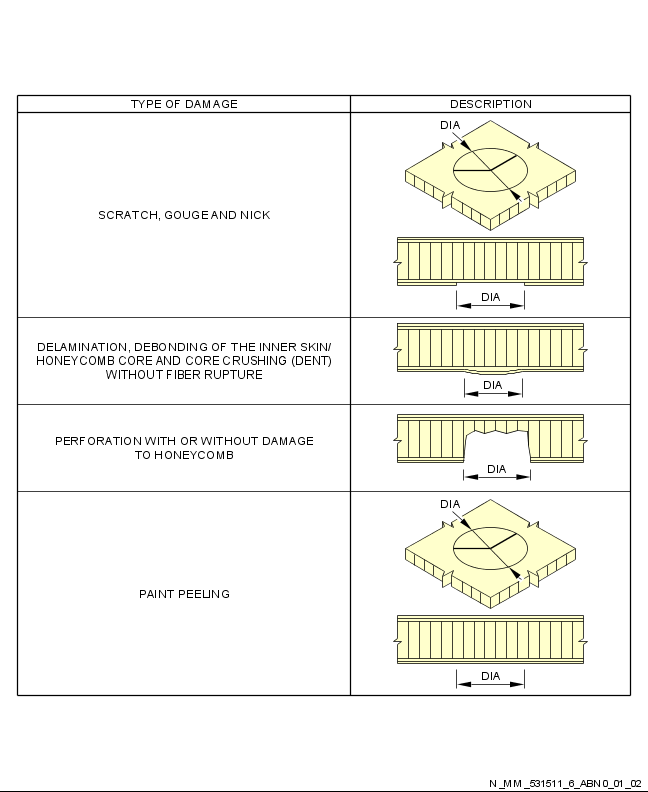 TYPE OF DAMAGE
DESCRIPTION
SCRATCH, GOUGE AND NICK
DIA
DIA
DELAMINATION, DEBONDING OF THE INNER SKIN/
HONEYCOMB CORE AND CORE CRUSHING (DENT)
WITHOUT FIBER RUPTURE
DIA
PERFORATION WITH OR WITHOUT DAMAGE
TO HONEYCOMB
DIA
PAINT PEELING
DIA
DIA
N_MM_531511_6_ABN0_01_02